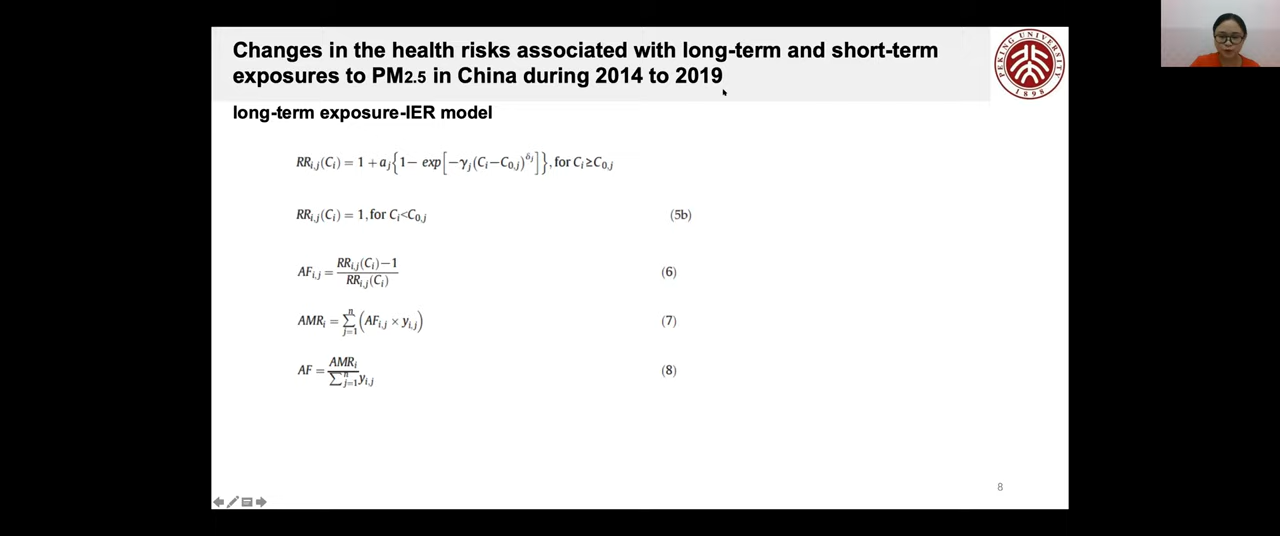 Changes in the health risks associated with long-term and short-term
exposures to PM2.5 in China during 2014 to 2019
PEKING UNIVERSITY
1898
long-term exposure-IER model
RRi,j(Ci) = 1 + aj{1− exp[−γj(Ci−C0,j)^δj]}, for Ci≥C0,j
RRi,j(Ci) = 1, for Ci<C0,j (5b)
AFi,j = RRi,j(Ci)−1 / RRi,j(Ci) (6)
AMRi = ∑j=1^n (AFi,j × yi,j) (7)
AF = AMRi / ∑j=1^n yi,j (8)
8